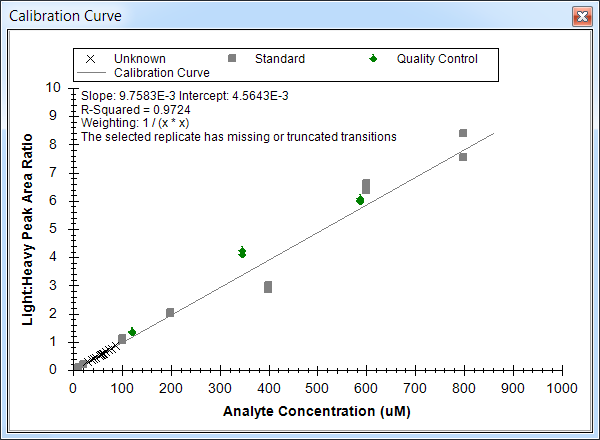 Calibration Curve
Unknown Standard Quality Control
Calibration Curve
Slope: 9.7583E-3 Intercept: 4.5643E-3
R-Squared = 0.9724
Weighting: 1 / (x * x)
The selected replicate has missing or truncated transitions
Light:Heavy Peak Area Ratio
10
9
8
7
6
5
4
3
2
1
0
0 100 200 300 400 500 600 700 800 900 1000
Analyte Concentration (uM)